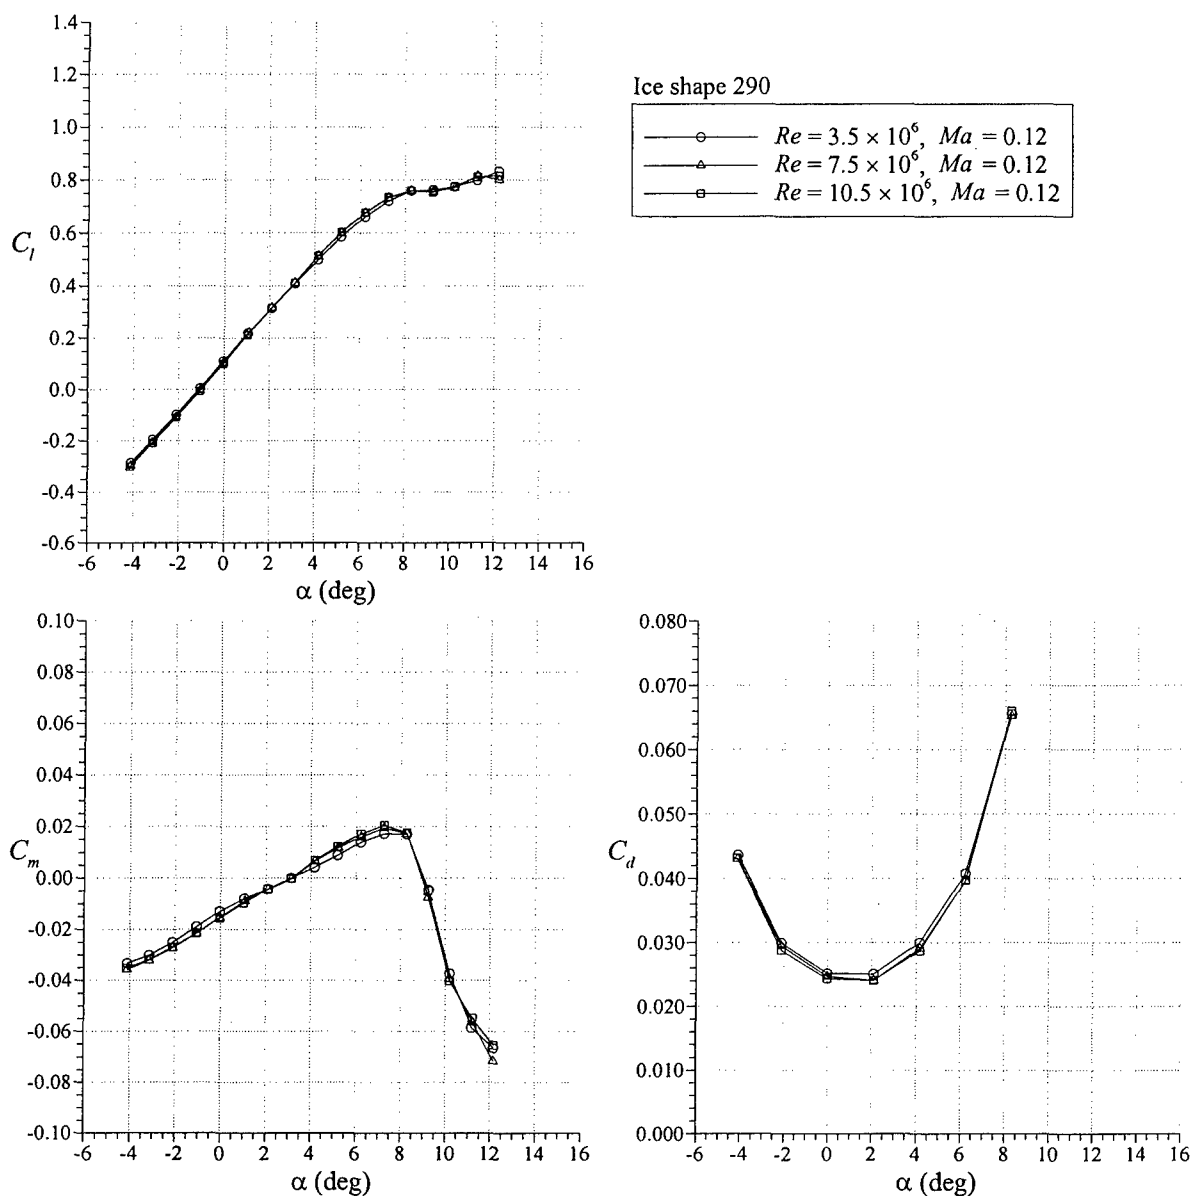 1.4
1.2
1.0
0.8
0.6
0.4
0.2
0.0
-0.2
-0.4
-0.6
C_l
-6 -4 -2 0 2 4 6 8 10 12 14 16
α (deg)
Ice shape 290
Re = 3.5 × 10⁶, Ma = 0.12
Re = 7.5 × 10⁶, Ma = 0.12
Re = 10.5 × 10⁶, Ma = 0.12
0.10
0.08
0.06
0.04
0.02
0.00
-0.02
-0.04
-0.06
-0.08
-0.10
C_m
-6 -4 -2 0 2 4 6 8 10 12 14 16
α (deg)
0.080
0.070
0.060
0.050
0.040
0.030
0.020
0.010
0.000
C_d
-6 -4 -2 0 2 4 6 8 10 12 14 16
α (deg)